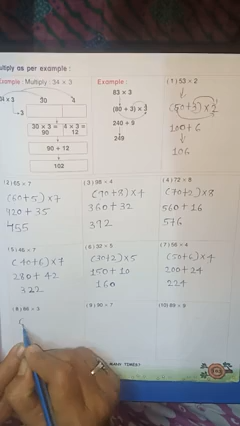 ultiply as per example :
Example : Multiply : 34 × 3
34 × 3
30
4
30 × 3 = 90
4 × 3 = 12
90 + 12
102
Example :
83 × 3
(80 + 3) × 3
240 + 9
249
(1) 53 × 2
(50+3) × 2
100+6
106
(2) 65 × 7
(60+5) × 7
420 + 35
455
(3) 98 × 4
(90+8) × 4
360 + 32
392
(4) 72 × 8
(70+2) × 8
560 + 16
576
(5) 46 × 7
(40+6) × 7
280 + 42
322
(6) 32 × 5
(30+2) × 5
150 + 10
160
(7) 56 × 4
(50+6) × 4
200 + 24
224
(8) 86 × 3
(9) 90 × 7
(10) 89 × 9
MANY TIMES!